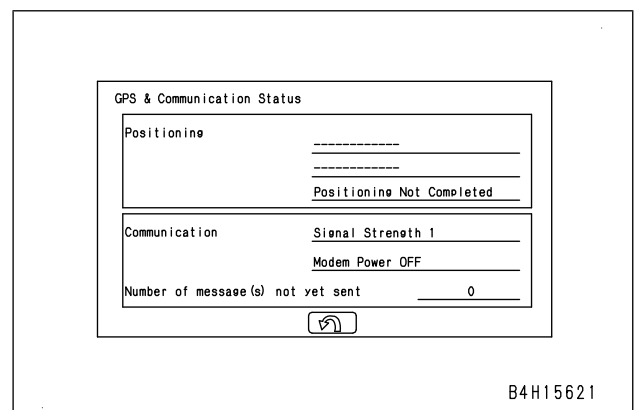 GPS & Communication Status
Positioning
------------
------------
Positioning Not Completed
Communication Signal Strength 1
Modem Power OFF
Number of message(s) not yet sent 0
B4H15621